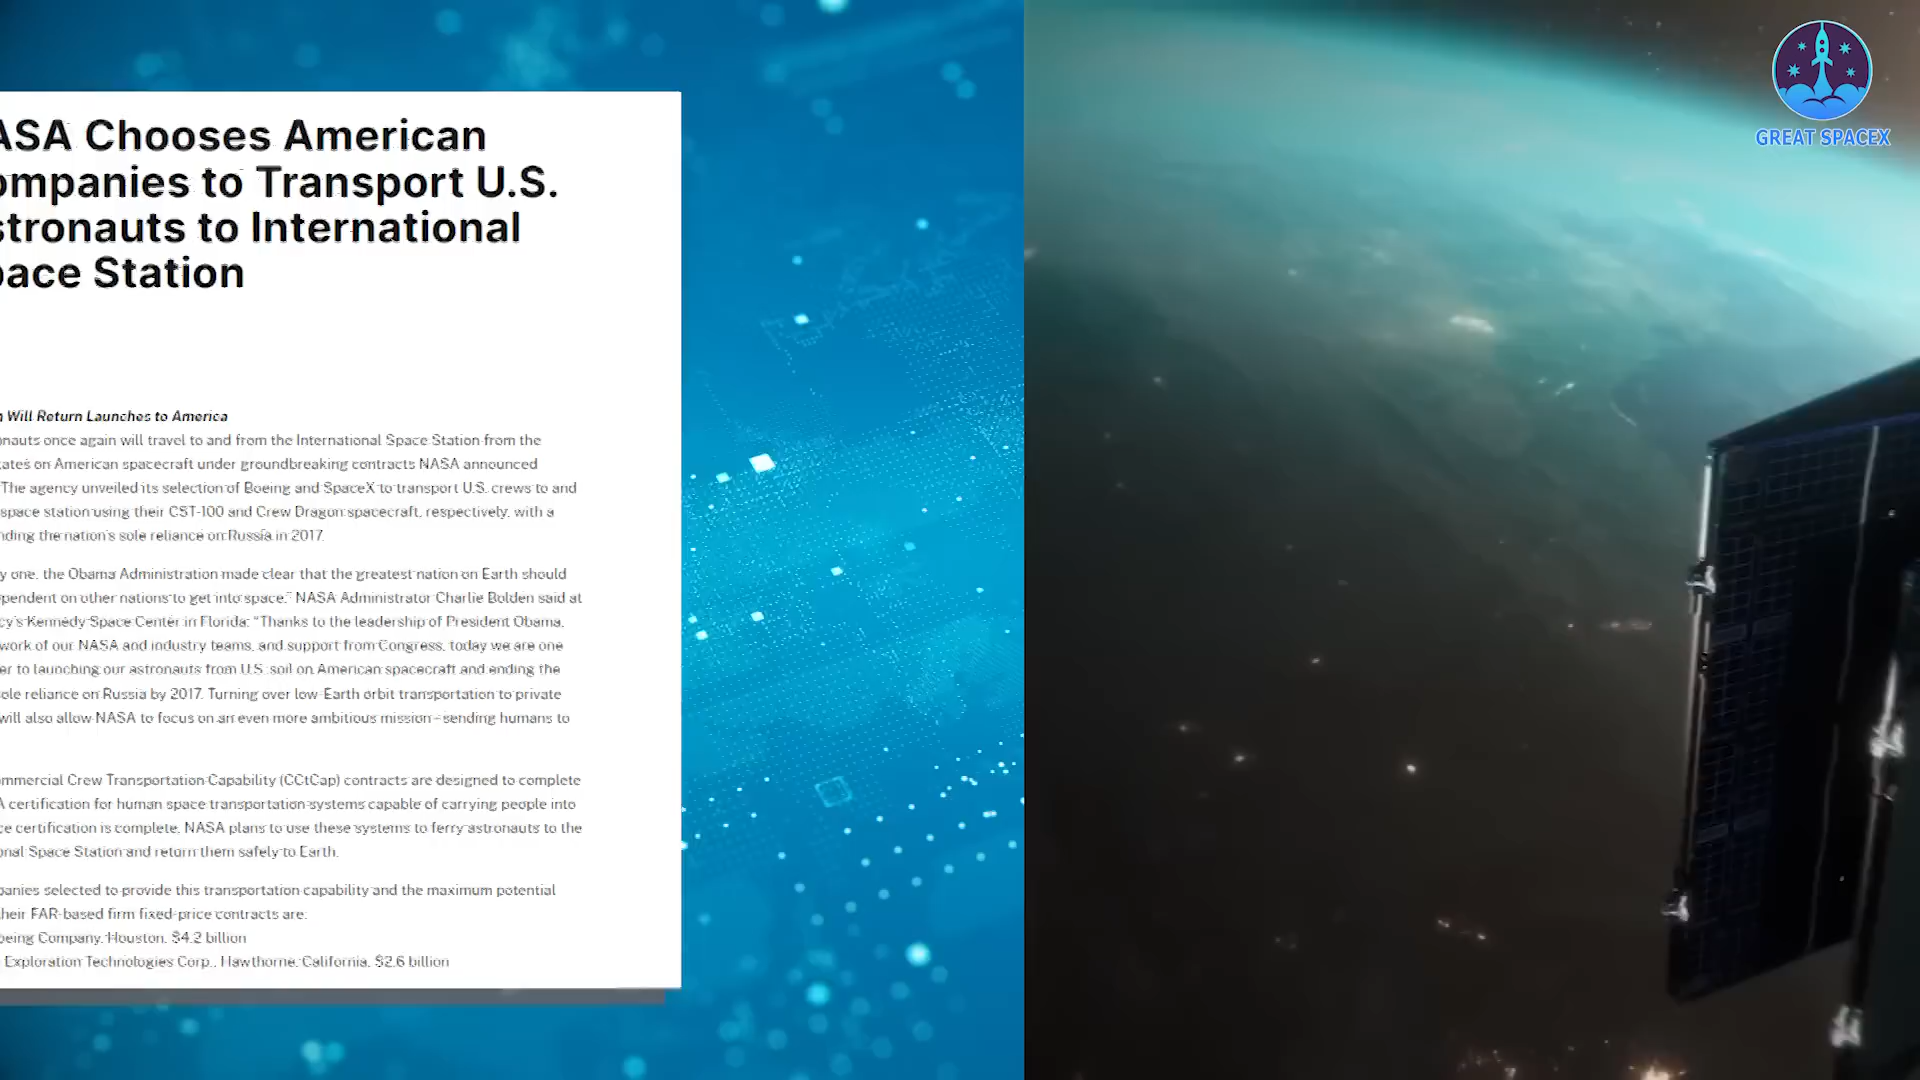 ASA Chooses American
ompanies to Transport U.S.
stronauts to International
pace Station
n Will Return Launches to America
onauts once again will travel to and from the International Space Station from the
tates on American spacecraft under groundbreaking contracts NASA announced
The agency unveiled its selection of Boeing and SpaceX to transport U.S. crews to and
space station using their CST-100 and Crew Dragon spacecraft, respectively, with a
nding the nation's sole reliance on Russia in 2017.
y one, the Obama Administration made clear that the greatest nation on Earth should
pendent on other nations to get into space," NASA Administrator Charlie Bolden said at
cy's Kennedy Space Center in Florida. "Thanks to the leadership of President Obama,
work of our NASA and industry teams, and support from Congress, today we are one
er to launching our astronauts from U.S. soil on American spacecraft and ending the
ole reliance on Russia by 2017. Turning over low-Earth orbit transportation to private
will also allow NASA to focus on an even more ambitious mission – sending humans to
ommercial Crew Transportation Capability (CCtCap) contracts are designed to complete
A certification for human space transportation systems capable of carrying people into
ce certification is complete, NASA plans to use these systems to ferry astronauts to the
onal Space Station and return them safely to Earth.
panies selected to provide this transportation capability and the maximum potential
their FAR-based firm fixed-price contracts are:
oeing Company, Houston, $4.2 billion
Exploration Technologies Corp., Hawthorne, California, $2.6 billion
GREAT SPACEX